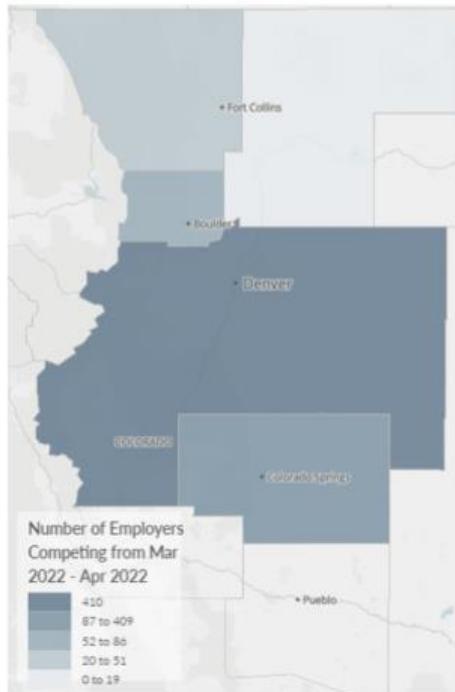 Fort Collins
Boulder
Denver
COLORADO
Colorado Springs
Number of Employers
Competing from Mar
2022 - Apr 2022
410
87 to 409
52 to 86
20 to 51
0 to 19
Pueblo